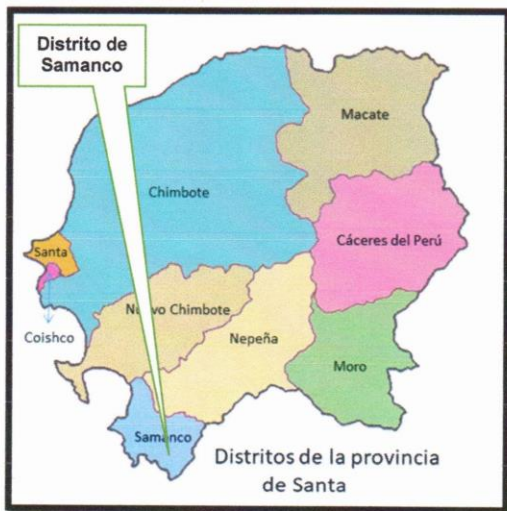 Distrito de
Samanco
Macate
Chimbote
Santa
Cáceres del Perú
Nuevo Chimbote
Coishco
Nepeña
Moro
Samanco
Distritos de la provincia
de Santa